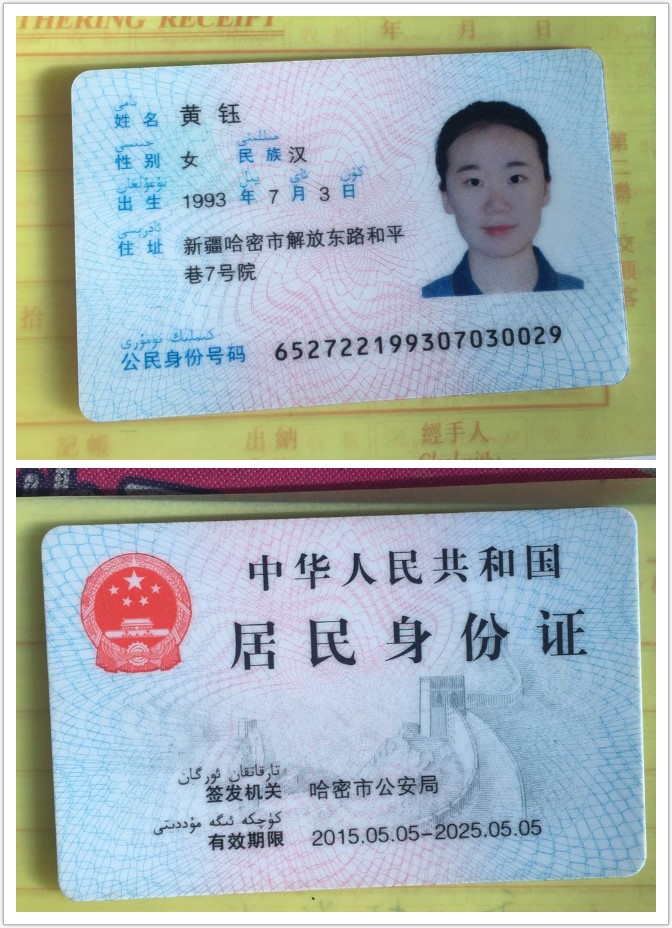 THERING RECEIPT
年 月 日
نامى
姓名 黄钰
جىنسى مىللىتى
性别 女 民族 汉
تۇغۇلغان يىل ئاي كۈن
出生 1993 年 7 月 3 日
ئادرېسى
住址 新疆哈密市解放东路和平
巷7号院
拾
كىملىك نومۇرى
公民身份号码 652722199307030029
記帳 出納 經手人
中华人民共和国
居民身份证
تارقاتقان ئورگان
签发机关 哈密市公安局
كۈچكە ئىگە مۇددىتى
有效期限 2015.05.05-2025.05.05